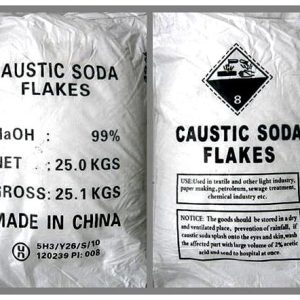 CAUSTIC SODA
FLAKES
NaOH : 99%
NET : 25.0 KGS
GROSS: 25.1 KGS
MADE IN CHINA
5H3/Y26/S/10
120239 PI:008
8
CAUSTIC SODA
FLAKES
USE:Used in textile and other light industry,
paper making, petroleum, sewage treatment,
chemical industry etc.
NOTICE: The goods should be stored in a dry
and ventilated place, prevention of rainfall, if
caustic soda splash onto the eyes and skin, wash
the affected part with large volume of 2% acetic
acid and send to hospital at once.